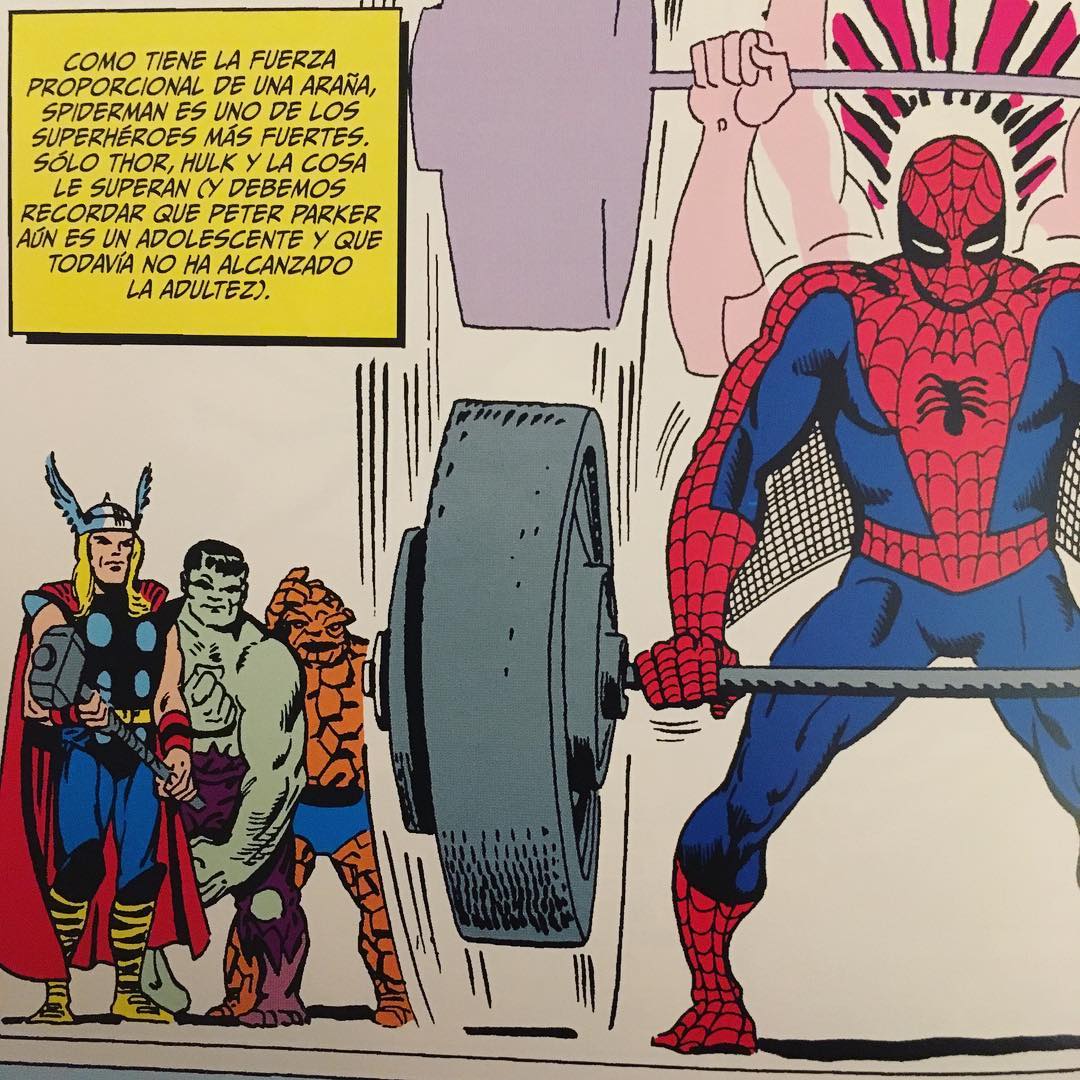 COMO TIENE LA FUERZA
PROPORCIONAL DE UNA ARAÑA,
SPIDERMAN ES UNO DE LOS
SUPERHÉROES MÁS FUERTES.
SÓLO THOR, HULK Y LA COSA
LE SUPERAN (Y DEBEMOS
RECORDAR QUE PETER PARKER
AÚN ES UN ADOLESCENTE Y QUE
TODAVÍA NO HA ALCANZADO
LA ADULTEZ).